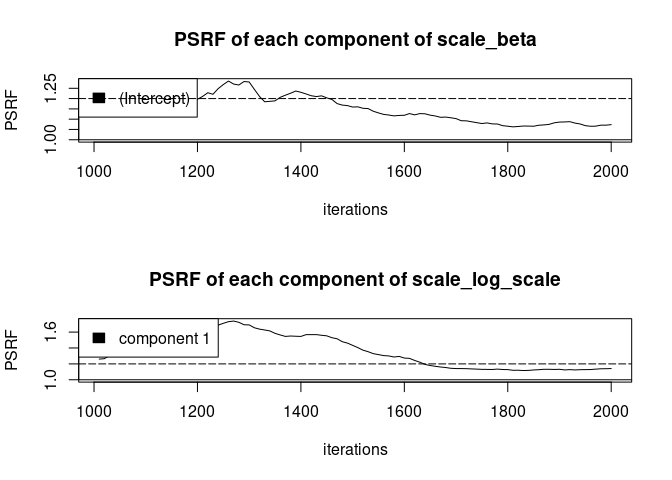 PSRF of each component of scale_beta
PSRF
1.00
1.25
(Intercept)
1000 1200 1400 1600 1800 2000
iterations
PSRF of each component of scale_log_scale
PSRF
1.0
1.6
component 1
1000 1200 1400 1600 1800 2000
iterations